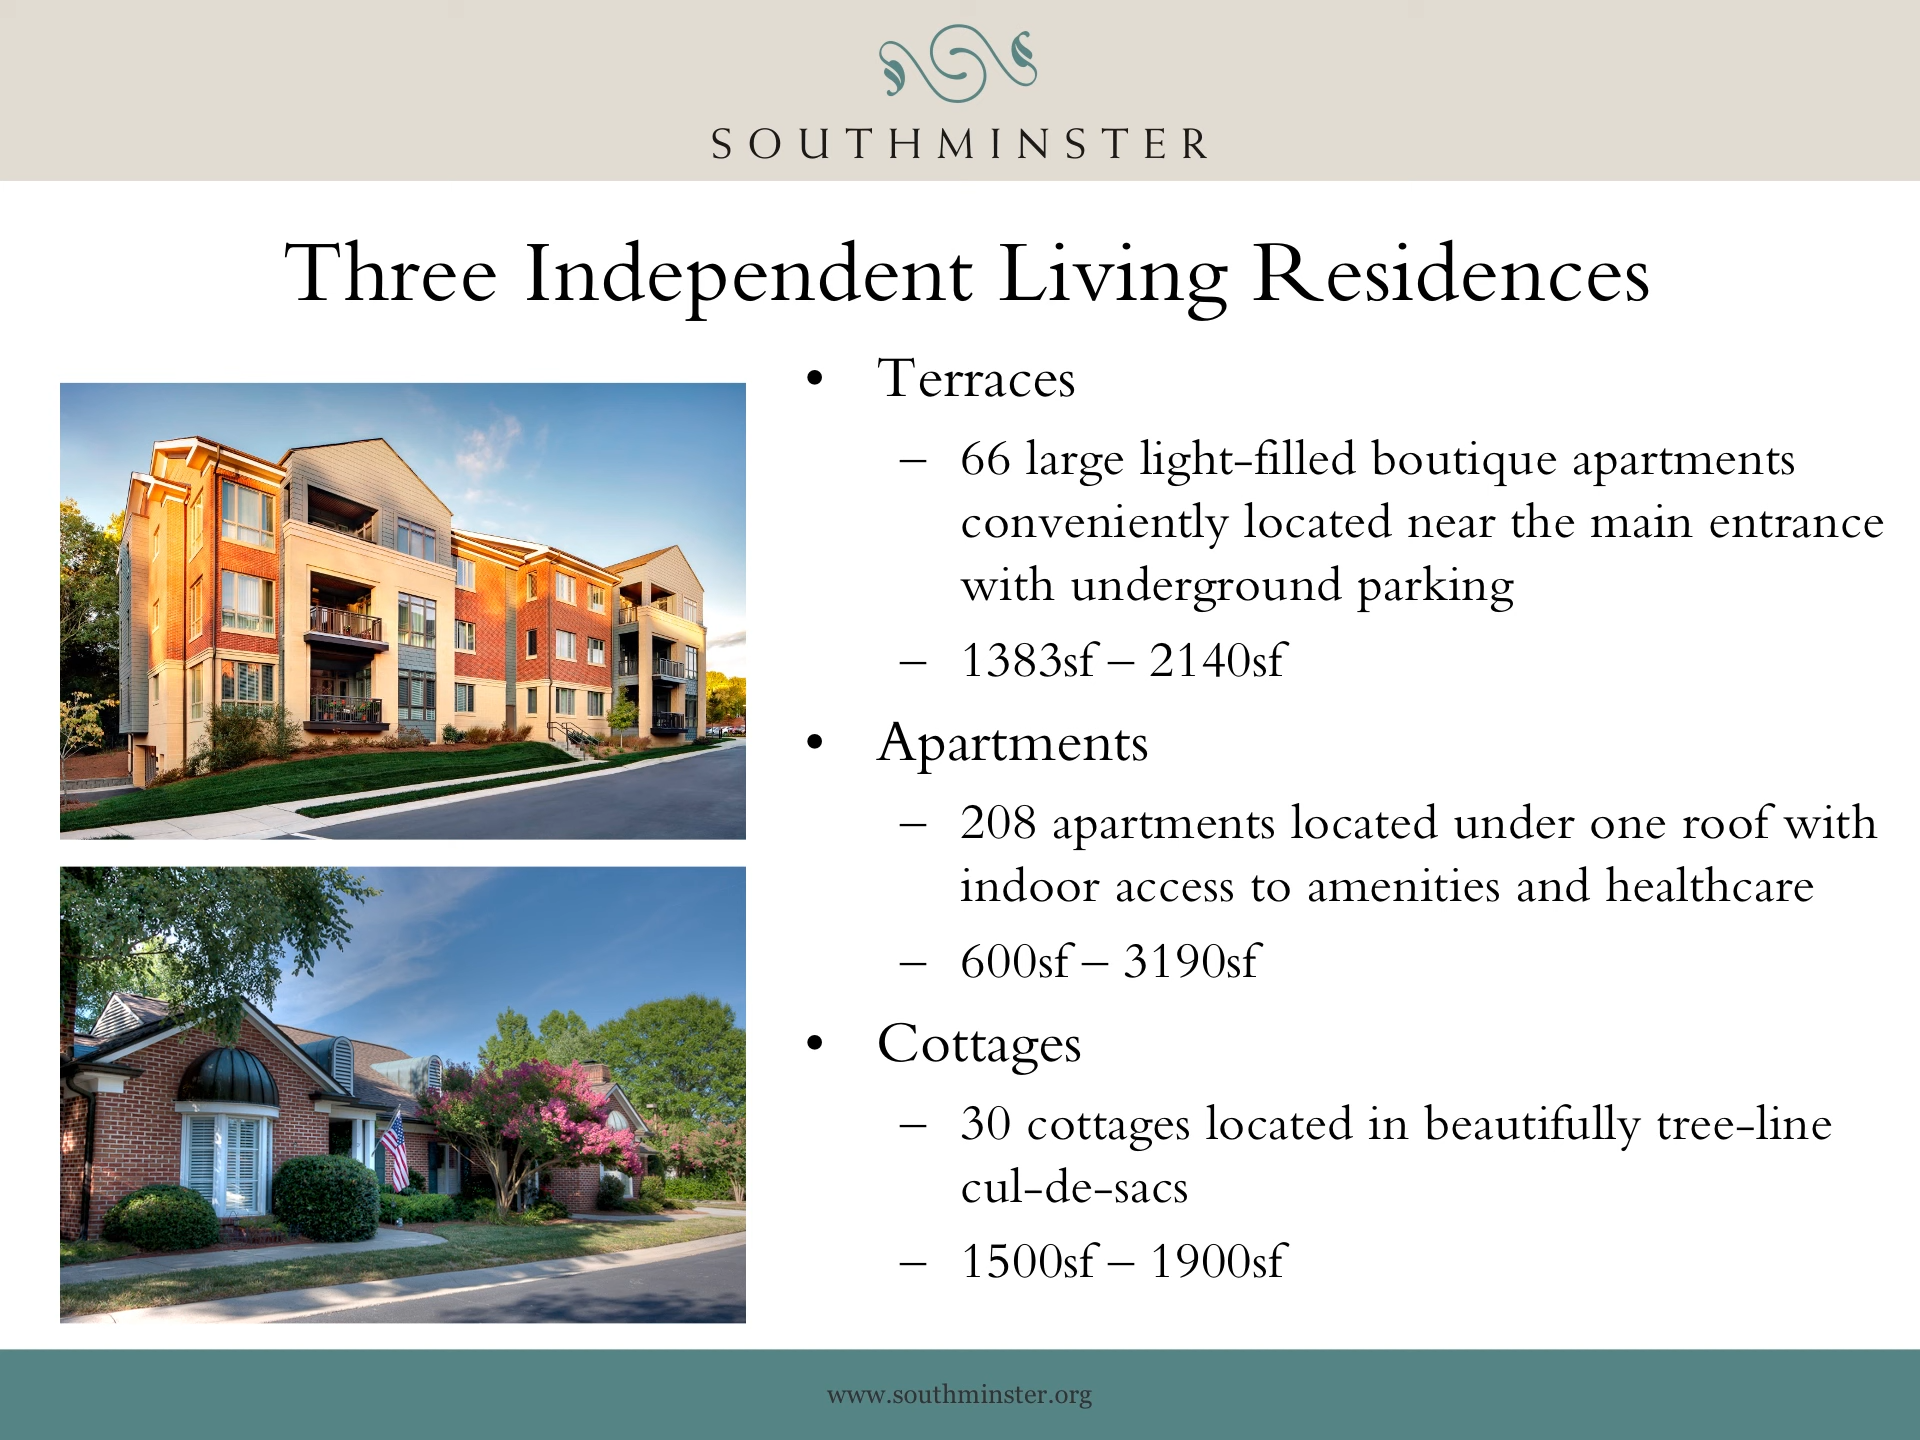 SOUTHMINSTER
Three Independent Living Residences
• Terraces
– 66 large light-filled boutique apartments
conveniently located near the main entrance
with underground parking
– 1383sf – 2140sf
• Apartments
– 208 apartments located under one roof with
indoor access to amenities and healthcare
– 600sf – 3190sf
• Cottages
– 30 cottages located in beautifully tree-line
cul-de-sacs
– 1500sf – 1900sf
www.southminster.org